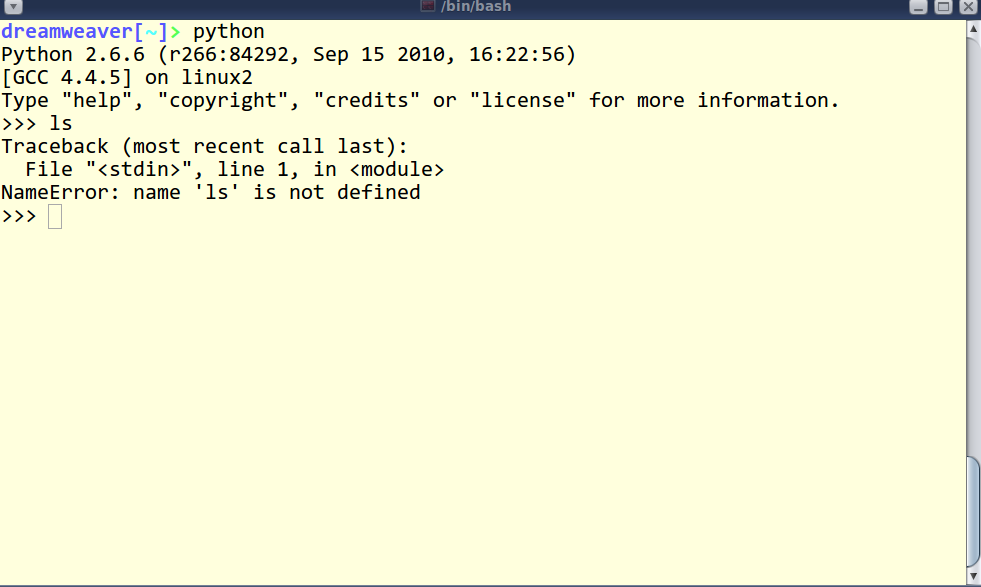 /bin/bash
dreamweaver[~]> python
Python 2.6.6 (r266:84292, Sep 15 2010, 16:22:56)
[GCC 4.4.5] on linux2
Type "help", "copyright", "credits" or "license" for more information.
>>> ls
Traceback (most recent call last):
  File "<stdin>", line 1, in <module>
NameError: name 'ls' is not defined
>>>